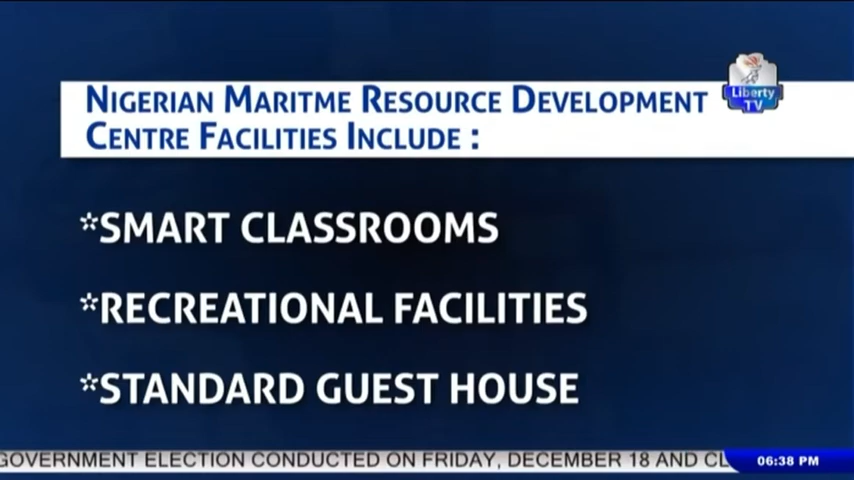 NIGERIAN MARITME RESOURCE DEVELOPMENT
CENTRE FACILITIES INCLUDE :
Liberty
TV
*SMART CLASSROOMS
*RECREATIONAL FACILITIES
*STANDARD GUEST HOUSE
GOVERNMENT ELECTION CONDUCTED ON FRIDAY, DECEMBER 18 AND
06:38 PM